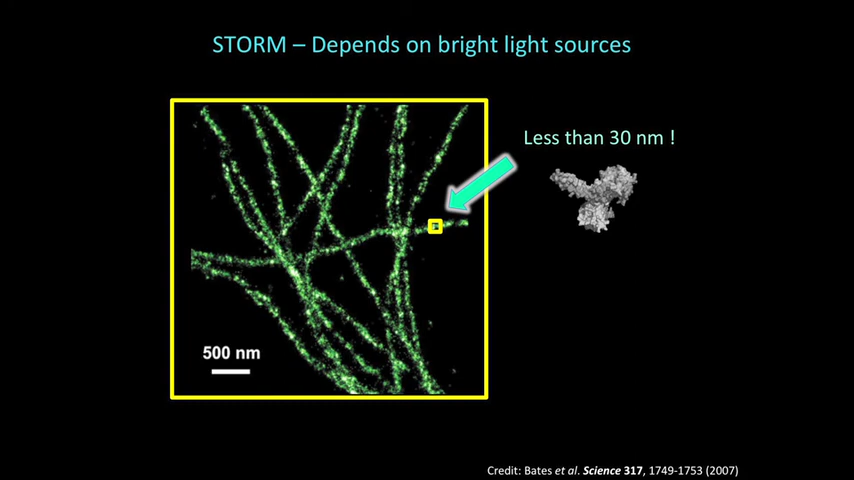 STORM – Depends on bright light sources
Less than 30 nm !
500 nm
Credit: Bates et al. Science 317, 1749-1753 (2007)